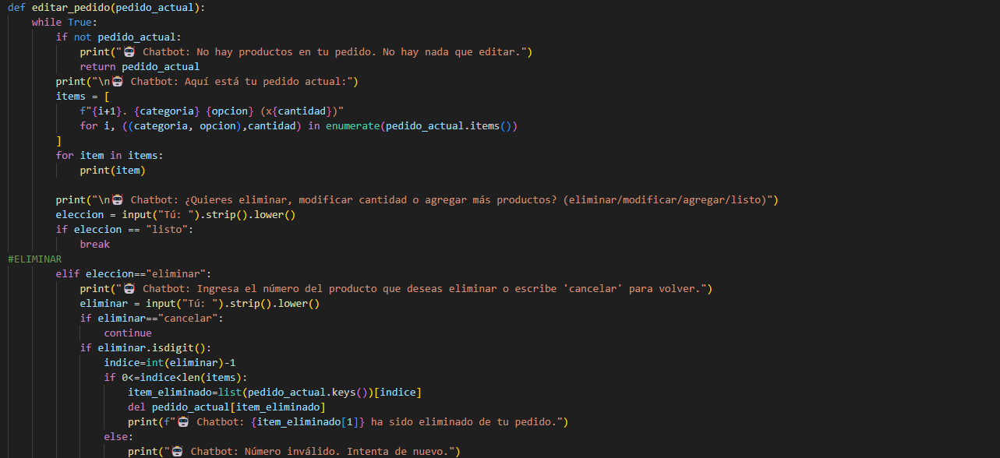 def editar_pedido(pedido_actual):
    while True:
        if not pedido_actual:
            print("🤖 Chatbot: No hay productos en tu pedido. No hay nada que editar.")
            return pedido_actual
        print("\n🤖 Chatbot: Aquí está tu pedido actual:")
        items = [
            f"{i+1}. {categoria} {opcion} (x{cantidad})"
            for i, ((categoria, opcion),cantidad) in enumerate(pedido_actual.items())
        ]
        for item in items:
            print(item)

        print("\n🤖 Chatbot: ¿Quieres eliminar, modificar cantidad o agregar más productos? (eliminar/modificar/agregar/listo)")
        eleccion = input("Tú: ").strip().lower()
        if eleccion == "listo":
            break
#ELIMINAR
        elif eleccion=="eliminar":
            print("🤖 Chatbot: Ingresa el número del producto que deseas eliminar o escribe 'cancelar' para volver.")
            eliminar = input("Tú: ").strip().lower()
            if eliminar=="cancelar":
                continue
            if eliminar.isdigit():
                indice=int(eliminar)-1
                if 0<=indice<len(items):
                    item_eliminado=list(pedido_actual.keys())[indice]
                    del pedido_actual[item_eliminado]
                    print(f"🤖 Chatbot: {item_eliminado[1]} ha sido eliminado de tu pedido.")
                else:
                    print("🤖 Chatbot: Número inválido. Intenta de nuevo.")